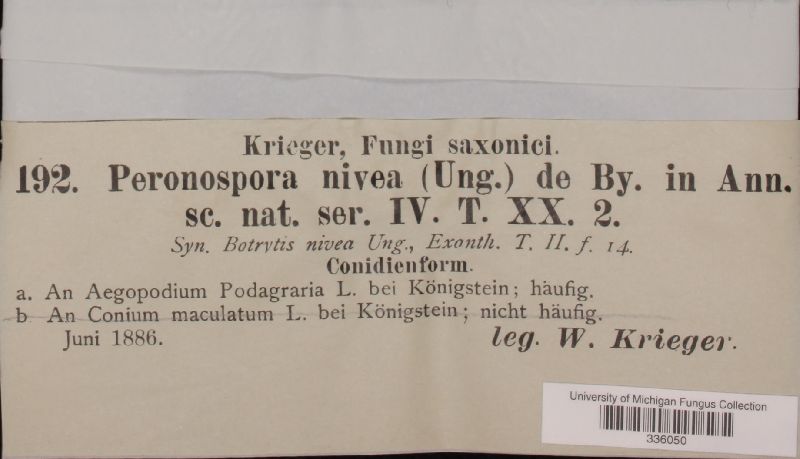 Krieger, Fungi saxonici.
192. Peronospora nivea (Ung.) de By. in Ann.
sc. nat. ser. IV. T. XX. 2.
Syn. Botrytis nivea Ung., Exanth. T. II. f. 14.
Conidienform.
a. An Aegopodium Podagraria L. bei Königstein; häufig.
b An Conium maculatum L. bei Königstein; nicht häufig.
Juni 1886. leg. W. Krieger.
University of Michigan Fungus Collection
336050